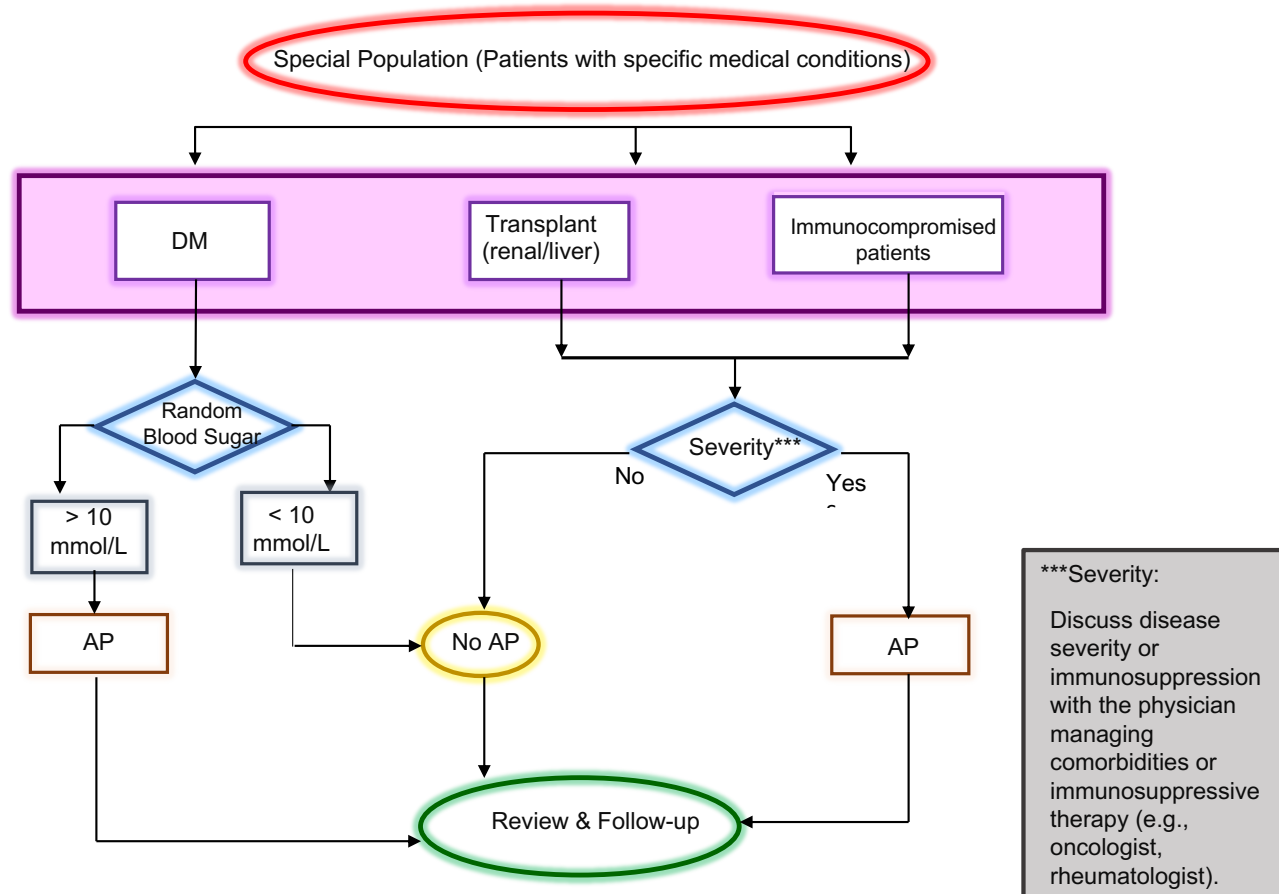 Special Population (Patients with specific medical conditions)
DM
Transplant
(renal/liver)
Immunocompromised
patients
Random
Blood Sugar
Severity***
No
Yes
> 10
mmol/L
< 10
mmol/L
AP
No AP
AP
Review & Follow-up
***Severity:
Discuss disease
severity or
immunosuppression
with the physician
managing
comorbidities or
immunosuppressive
therapy (e.g.,
oncologist,
rheumatologist).